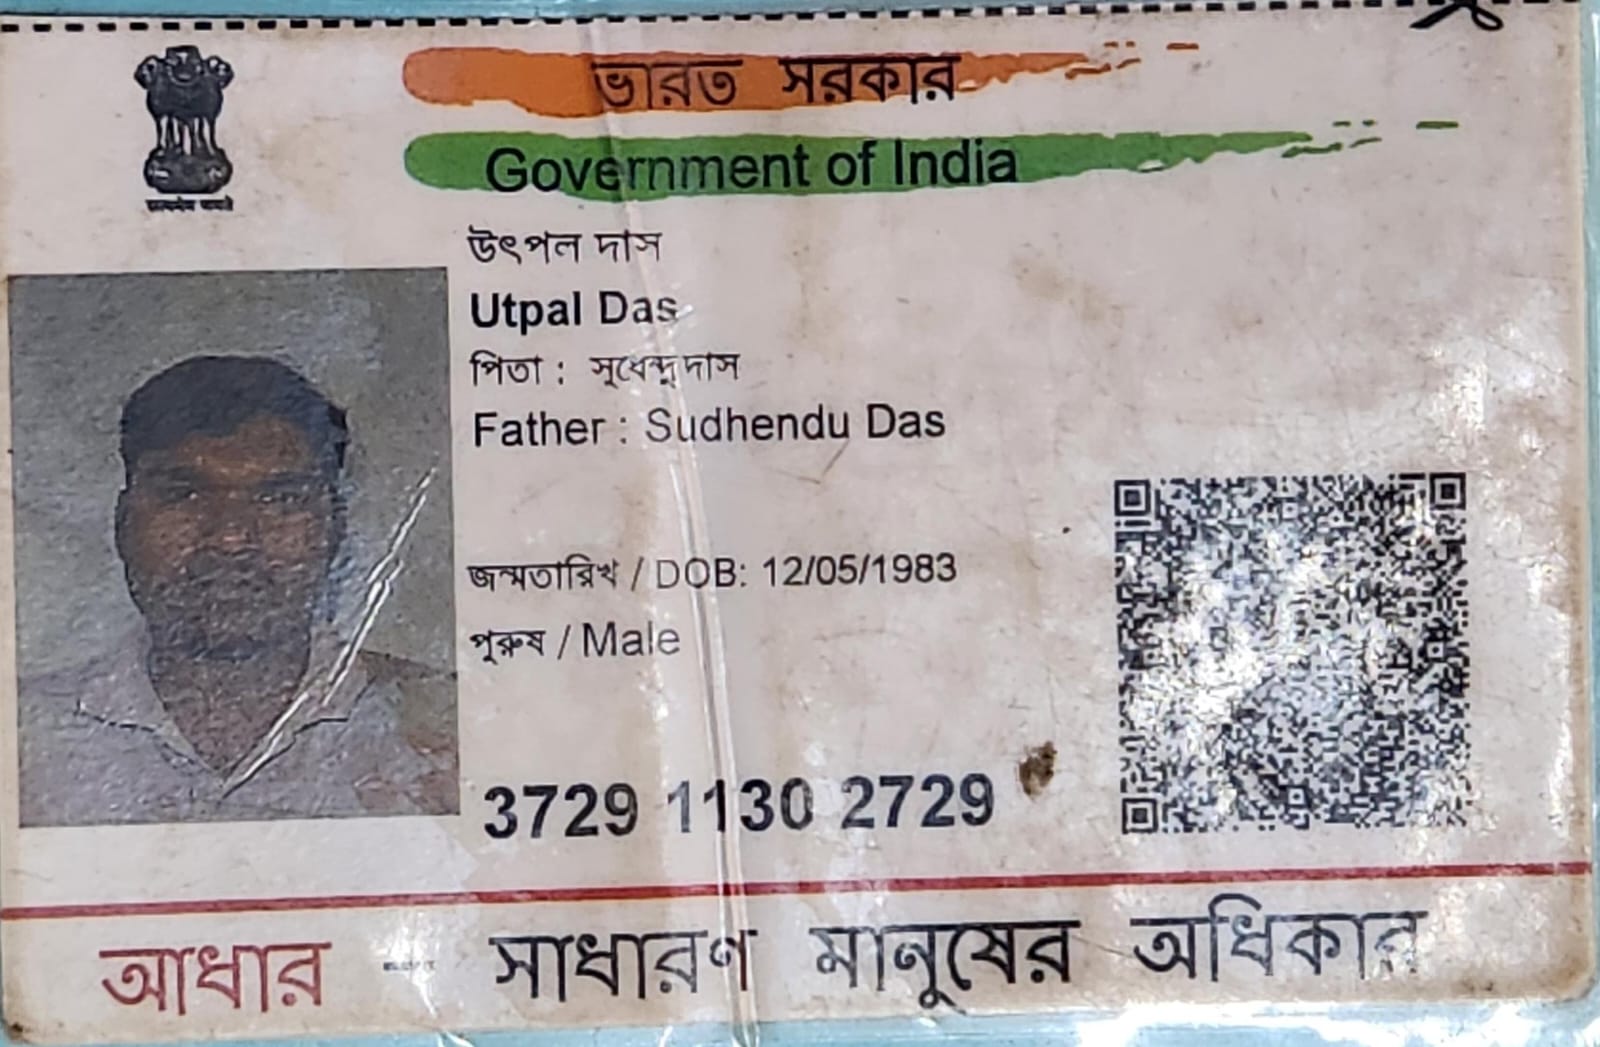 ভারত সরকার
Government of India
উৎপল দাস
Utpal Das
পিতা : সুধেন্দু দাস
Father : Sudhendu Das
জন্মতারিখ / DOB: 12/05/1983
পুরুষ / Male
3729 1130 2729
আধার - সাধারণ মানুষের অধিকার